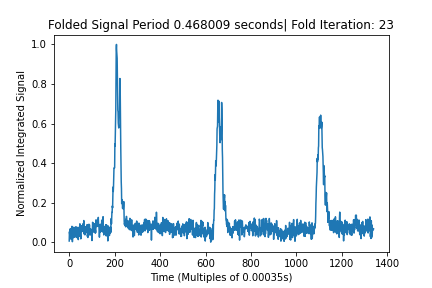 Folded Signal Period 0.468009 seconds| Fold Iteration: 23
Normalized Integrated Signal
1.0
0.8
0.6
0.4
0.2
0.0
0 200 400 600 800 1000 1200 1400
Time (Multiples of 0.00035s)